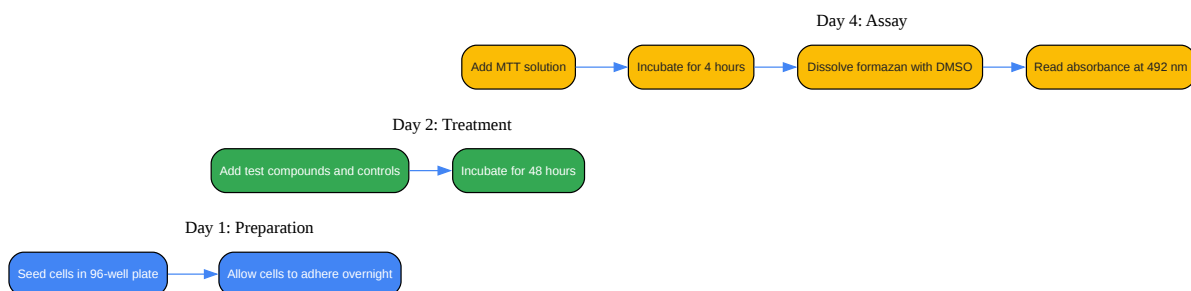 Day 4: Assay
Add MTT solution
Incubate for 4 hours
Dissolve formazan with DMSO
Read absorbance at 492 nm
Day 2: Treatment
Add test compounds and controls
Incubate for 48 hours
Day 1: Preparation
Seed cells in 96-well plate
Allow cells to adhere overnight